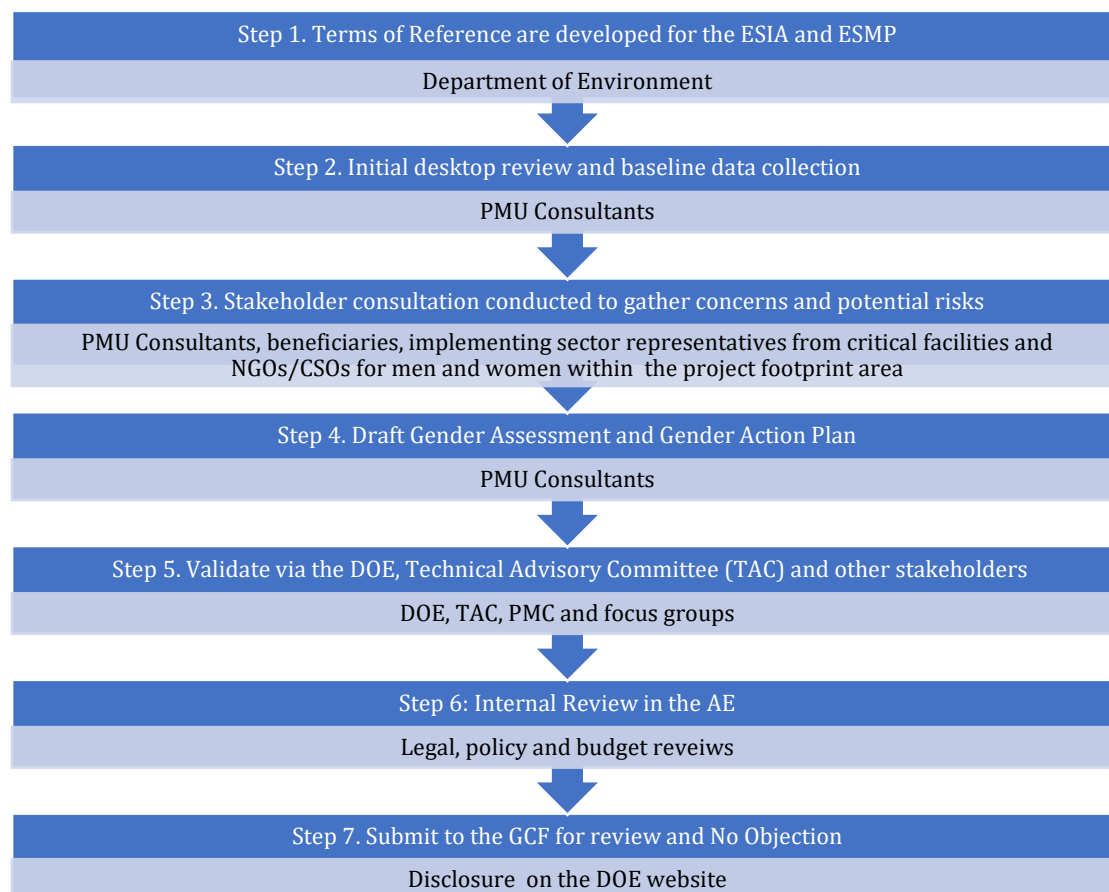 Step 1. Terms of Reference are developed for the ESIA and ESMP
Department of Environment
Step 2. Initial desktop review and baseline data collection
PMU Consultants
Step 3. Stakeholder consultation conducted to gather concerns and potential risks
PMU Consultants, beneficiaries, implementing sector representatives from critical facilities and
NGOs/CSOs for men and women within the project footprint area
Step 4. Draft Gender Assessment and Gender Action Plan
PMU Consultants
Step 5. Validate via the DOE, Technical Advisory Committee (TAC) and other stakeholders
DOE, TAC, PMC and focus groups
Step 6: Internal Review in the AE
Legal, policy and budget reveiws
Step 7. Submit to the GCF for review and No Objection
Disclosure on the DOE website